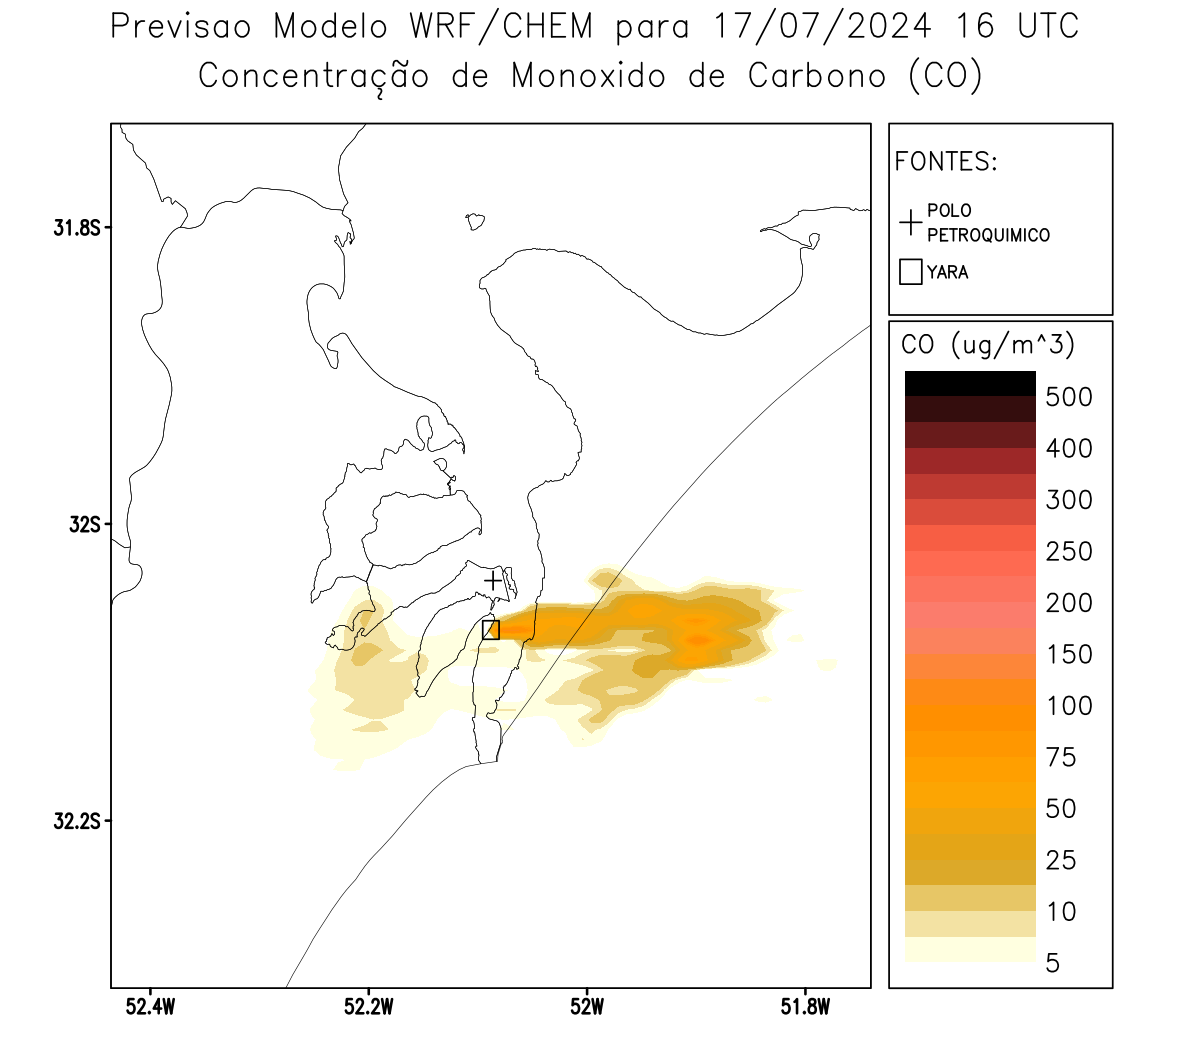 Previsao Modelo WRF/CHEM para 17/07/2024 16 UTC
Concentração de Monoxido de Carbono (CO)
FONTES:
POLO
PETROQUIMICO
YARA
CO (ug/m^3)
500
400
300
250
200
150
100
75
50
25
10
5
31.8S
32S
32.2S
52.4W
52.2W
52W
51.8W